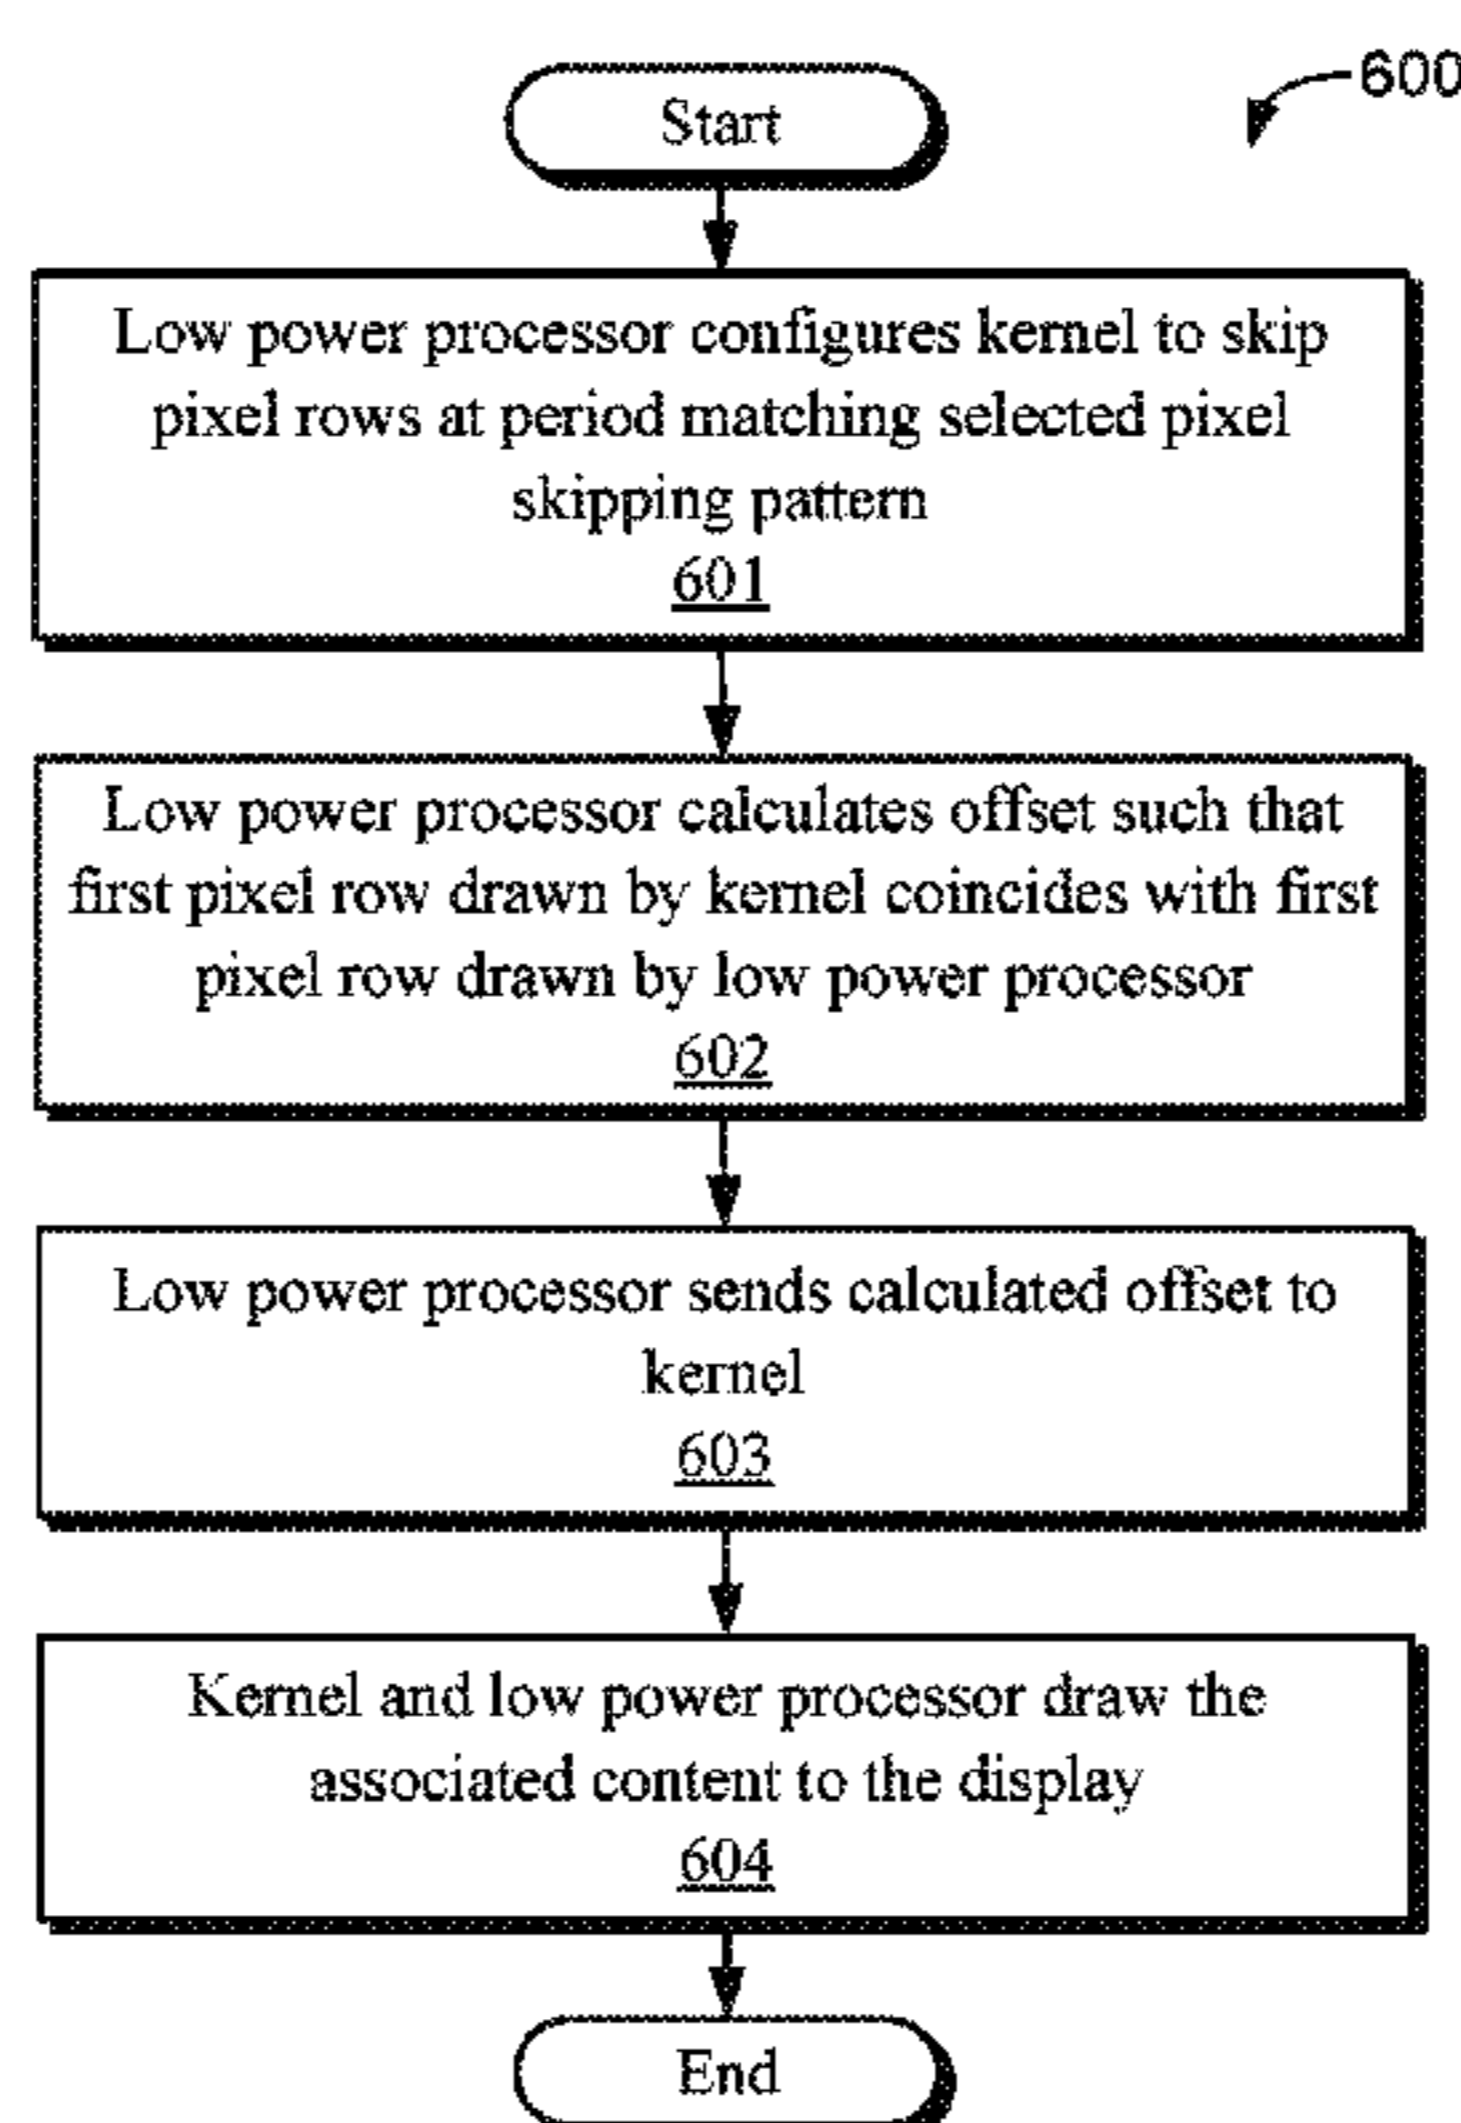 600
Start
Low power processor configures kernel to skip
pixel rows at period matching selected pixel
skipping pattern
601
Low power processor calculates offset such that
first pixel row drawn by kernel coincides with first
pixel row drawn by low power processor
602
Low power processor sends calculated offset to
kernel
603
Kernel and low power processor draw the
associated content to the display
604
End